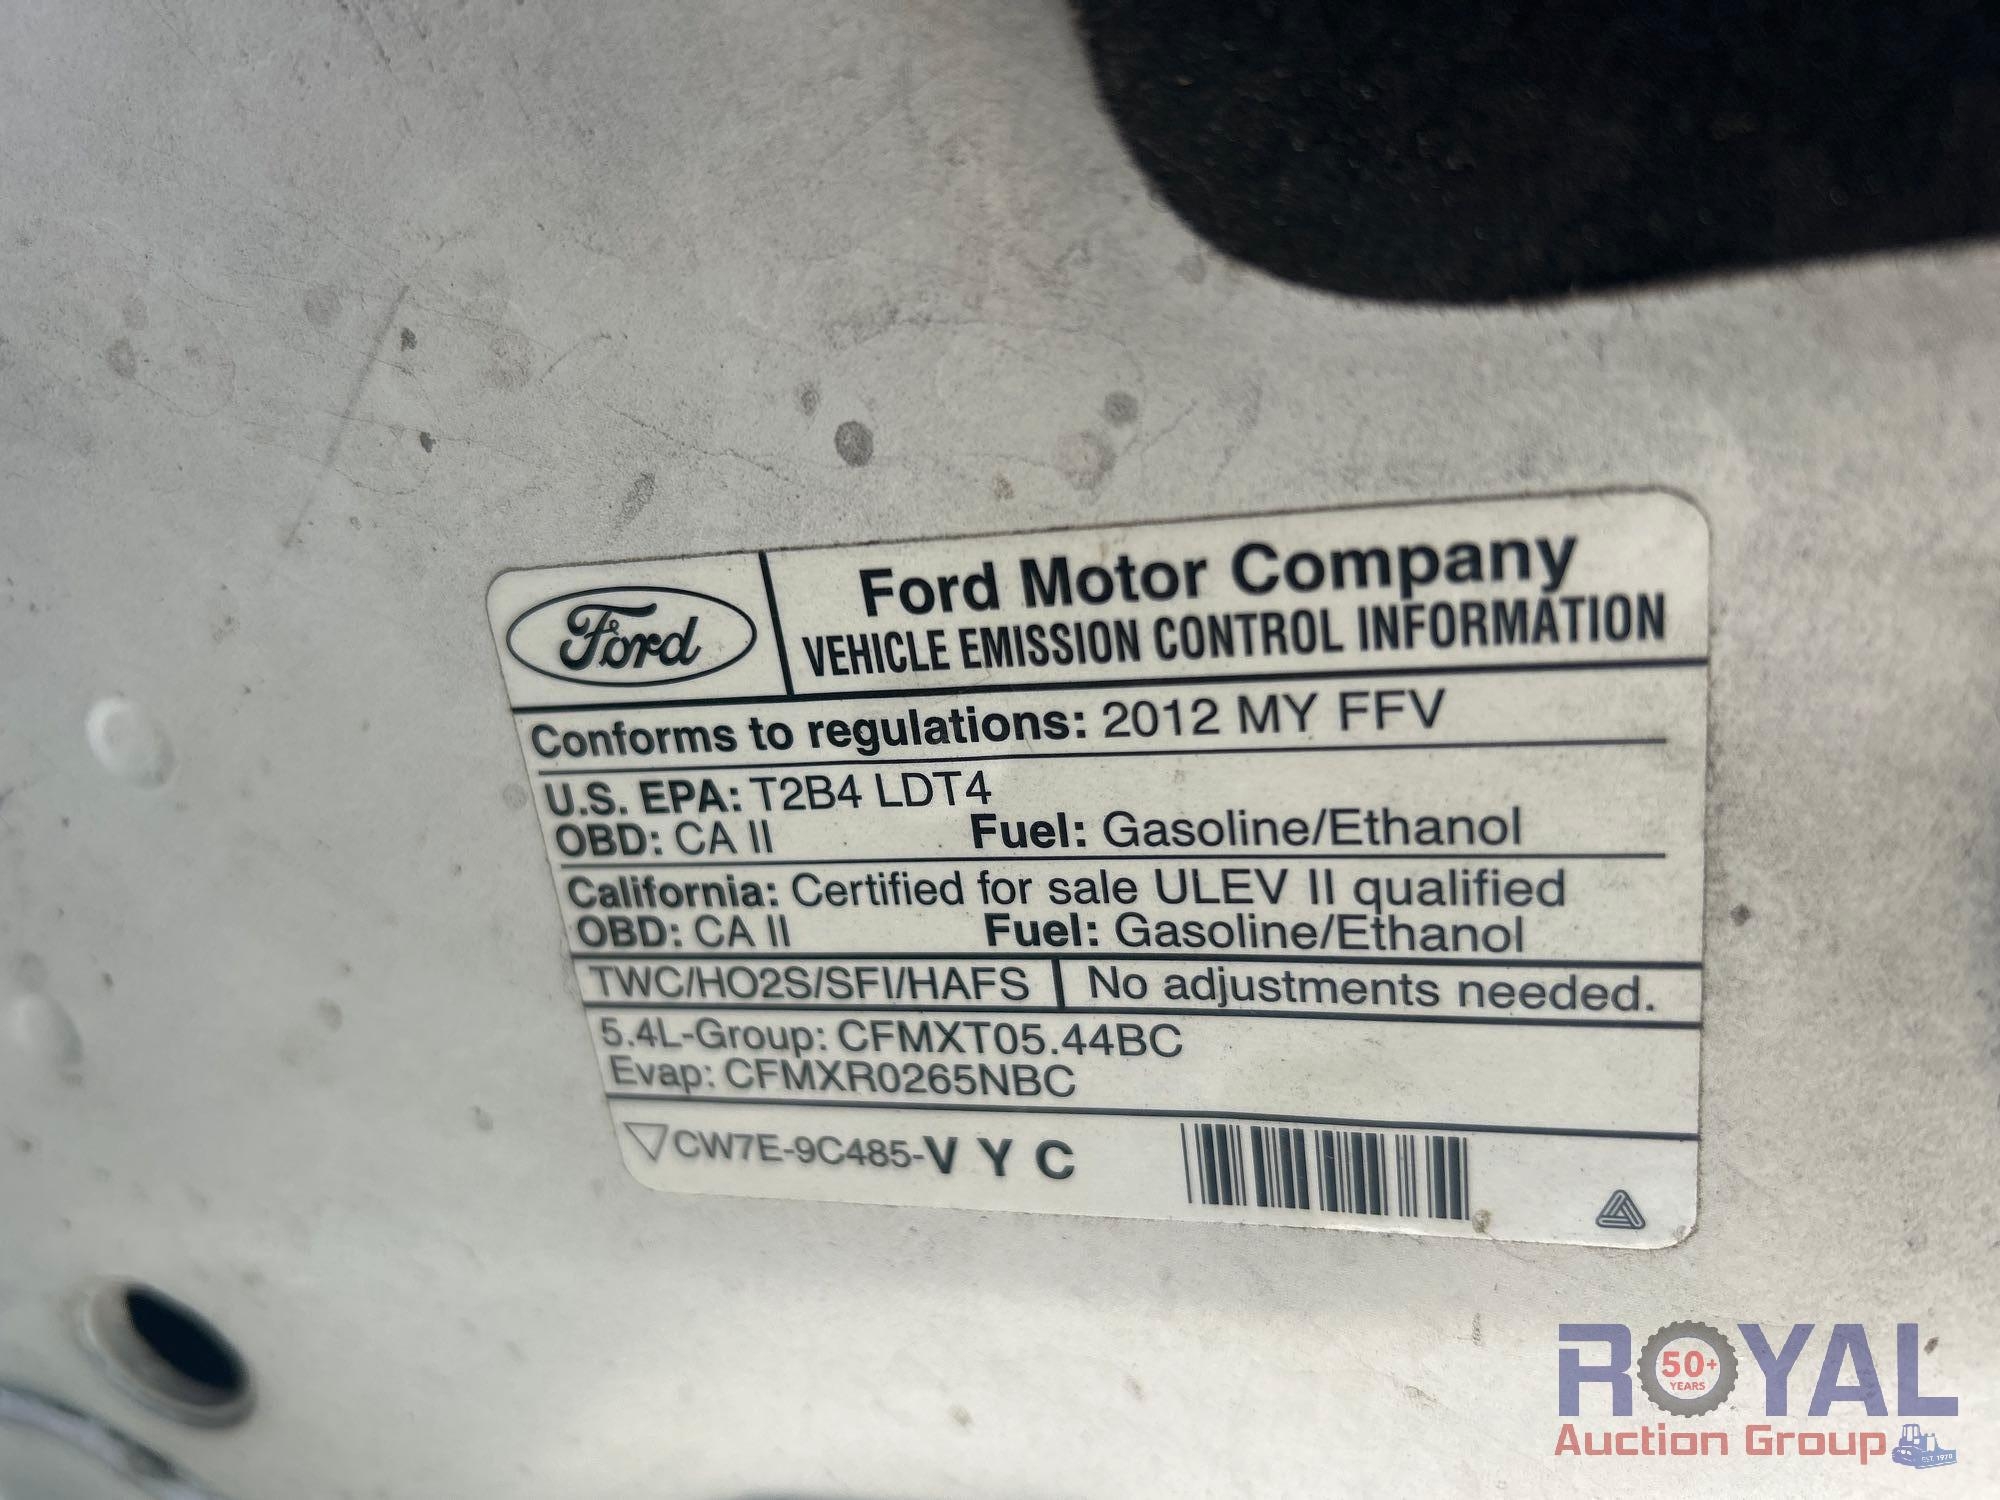 Ford
Ford Motor Company
VEHICLE EMISSION CONTROL INFORMATION
Conforms to regulations: 2012 MY FFV
U.S. EPA: T2B4 LDT4
OBD: CA II Fuel: Gasoline/Ethanol
California: Certified for sale ULEV II qualified
OBD: CA II Fuel: Gasoline/Ethanol
TWC/HO2S/SFI/HAFS No adjustments needed.
5.4L-Group: CFMXT05.44BC
Evap: CFMXR0265NBC
CW7E-9C485-V Y C
ROYAL
50+
YEARS
Auction Group
EST. 1970